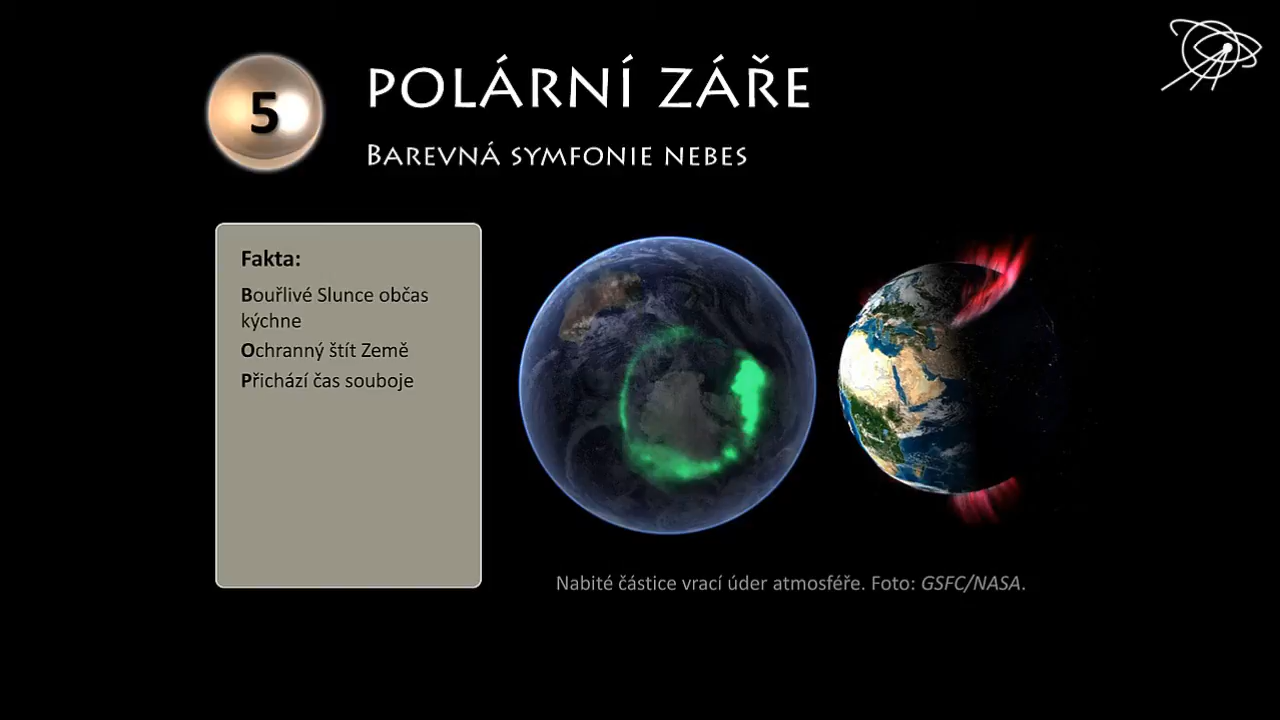 5
POLÁRNÍ ZÁŘE
BAREVNÁ SYMFONIE NEBES
Fakta:
Bouřlivé Slunce občas
kýchne
Ochranný štít Země
Přichází čas souboje
Nabité částice vrací úder atmosféře. Foto: GSFC/NASA.